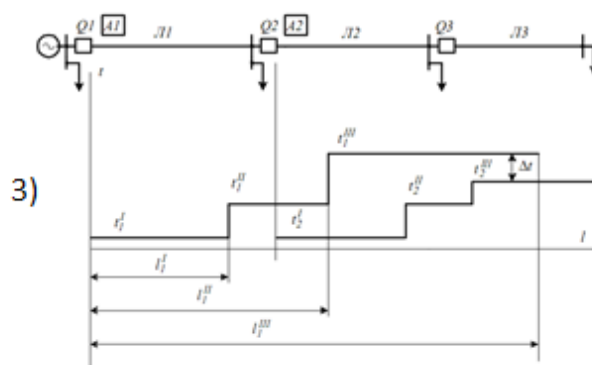 Q1 A1 Л1 Q2 A2 Л2 Q3 Л3
t
t₁ᴵᴵᴵ
3) t₁ᴵᴵ t₂ᴵᴵ t₂ᴵᴵᴵ Δt
t₁ᴵ t₂ᴵ
l
l₁ᴵ
l₁ᴵᴵ
l₁ᴵᴵᴵ